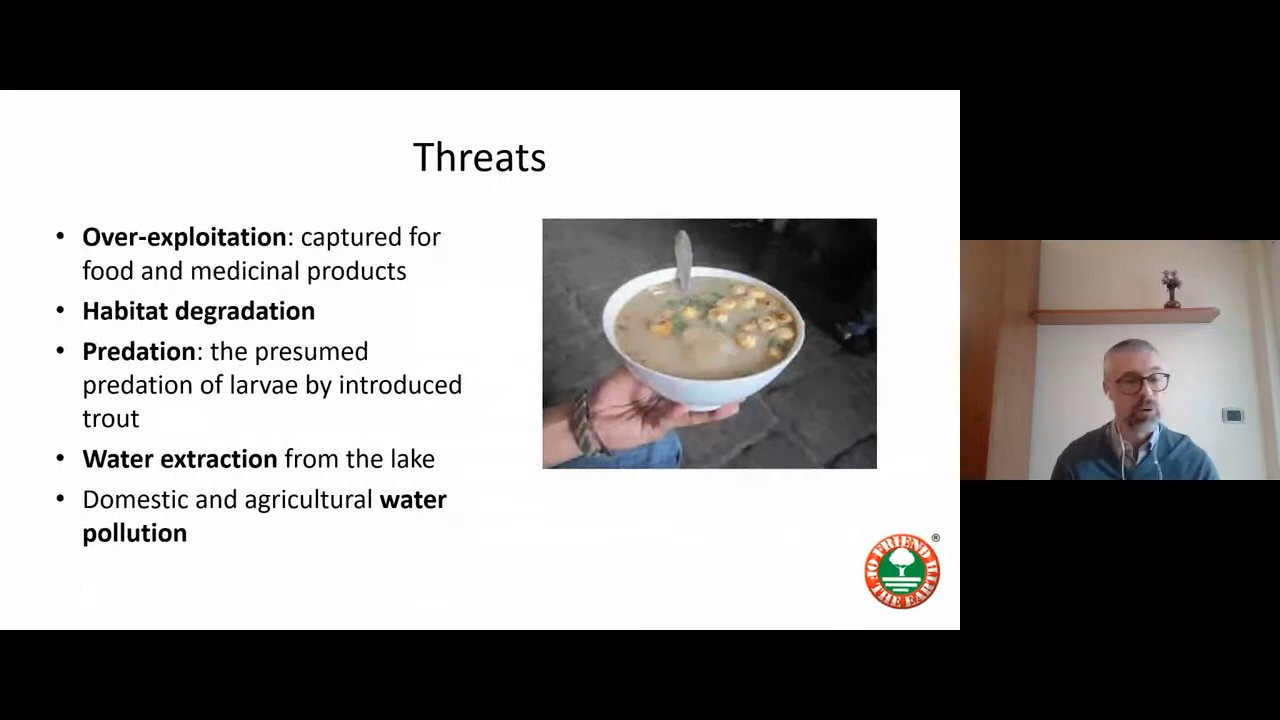 Threats
• Over-exploitation: captured for
food and medicinal products
• Habitat degradation
• Predation: the presumed
predation of larvae by introduced
trout
• Water extraction from the lake
• Domestic and agricultural water
pollution
FRIEND
OF THE EARTH
®